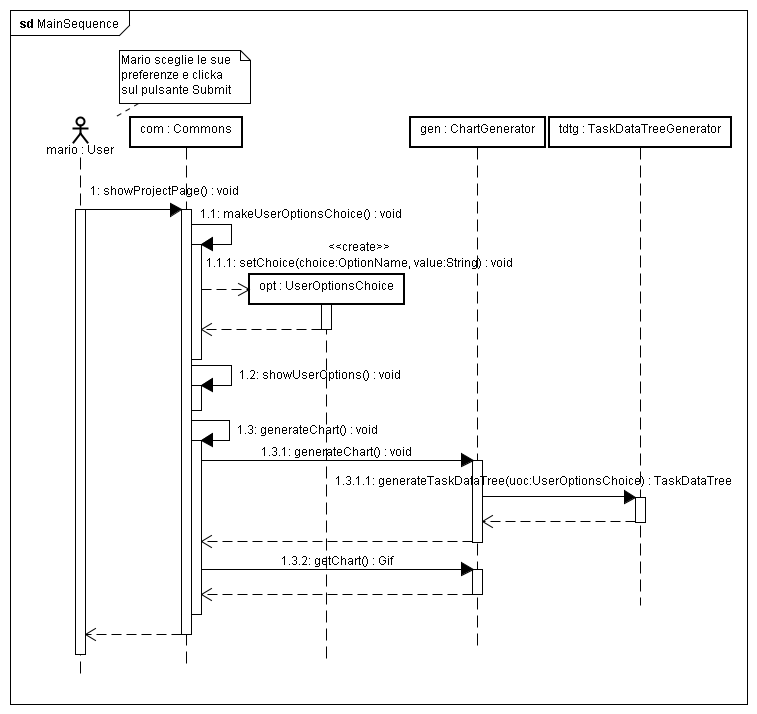 sd MainSequence
Mario sceglie le sue
preferenze e clicka
sul pulsante Submit
mario : User
com : Commons
gen : ChartGenerator
tdtg : TaskDataTreeGenerator
1: showProjectPage() : void
1.1: makeUserOptionsChoice() : void
<<create>>
1.1.1: setChoice(choice:OptionName, value:String) : void
opt : UserOptionsChoice
1.2: showUserOptions() : void
1.3: generateChart() : void
1.3.1: generateChart() : void
1.3.1.1: generateTaskDataTree(uoc:UserOptionsChoice) : TaskDataTree
1.3.2: getChart() : Gif